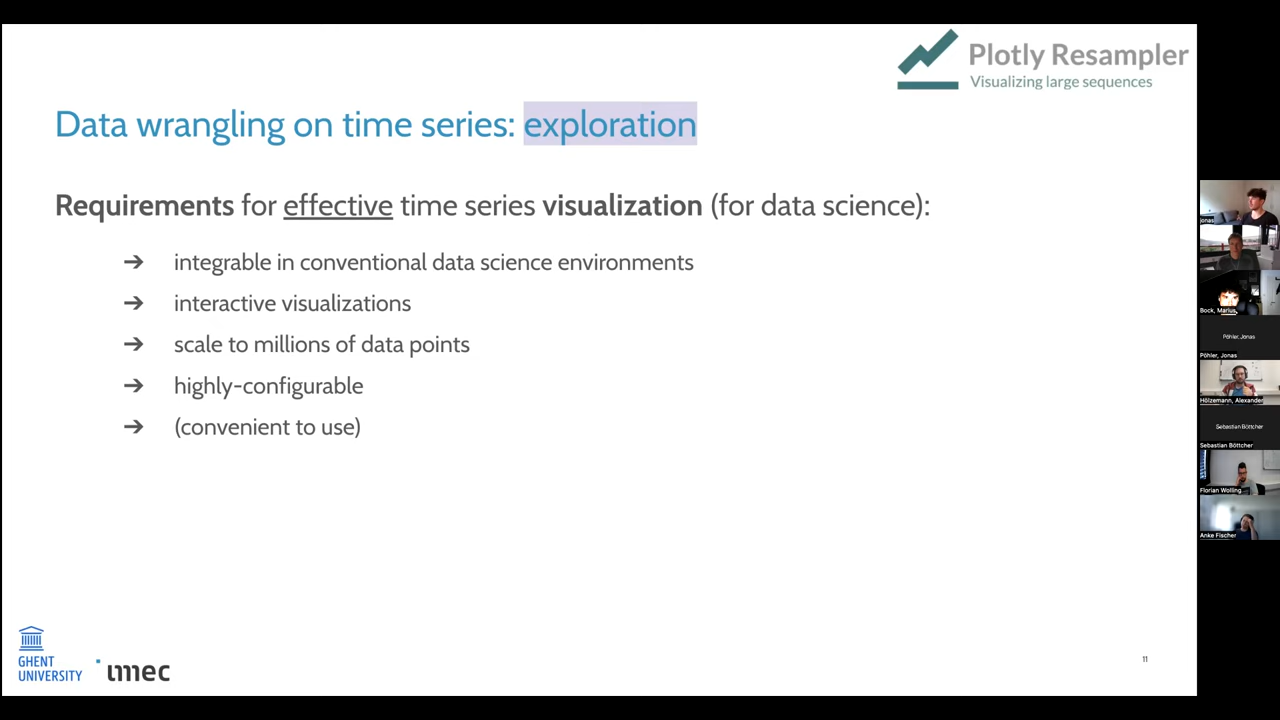 Plotly Resampler
Visualizing large sequences
Data wrangling on time series: exploration
Requirements for effective time series visualization (for data science):
➔ integrable in conventional data science environments
➔ interactive visualizations
➔ scale to millions of data points
➔ highly-configurable
➔ (convenient to use)
GHENT
UNIVERSITY
imec
11
jonas
Bock, Marius
Pöhler, Jonas
Pöhler, Jonas
Hölzemann, Alexander
Sebastian Böttcher
Sebastian Böttcher
Florian Wolling
Anke Fischer